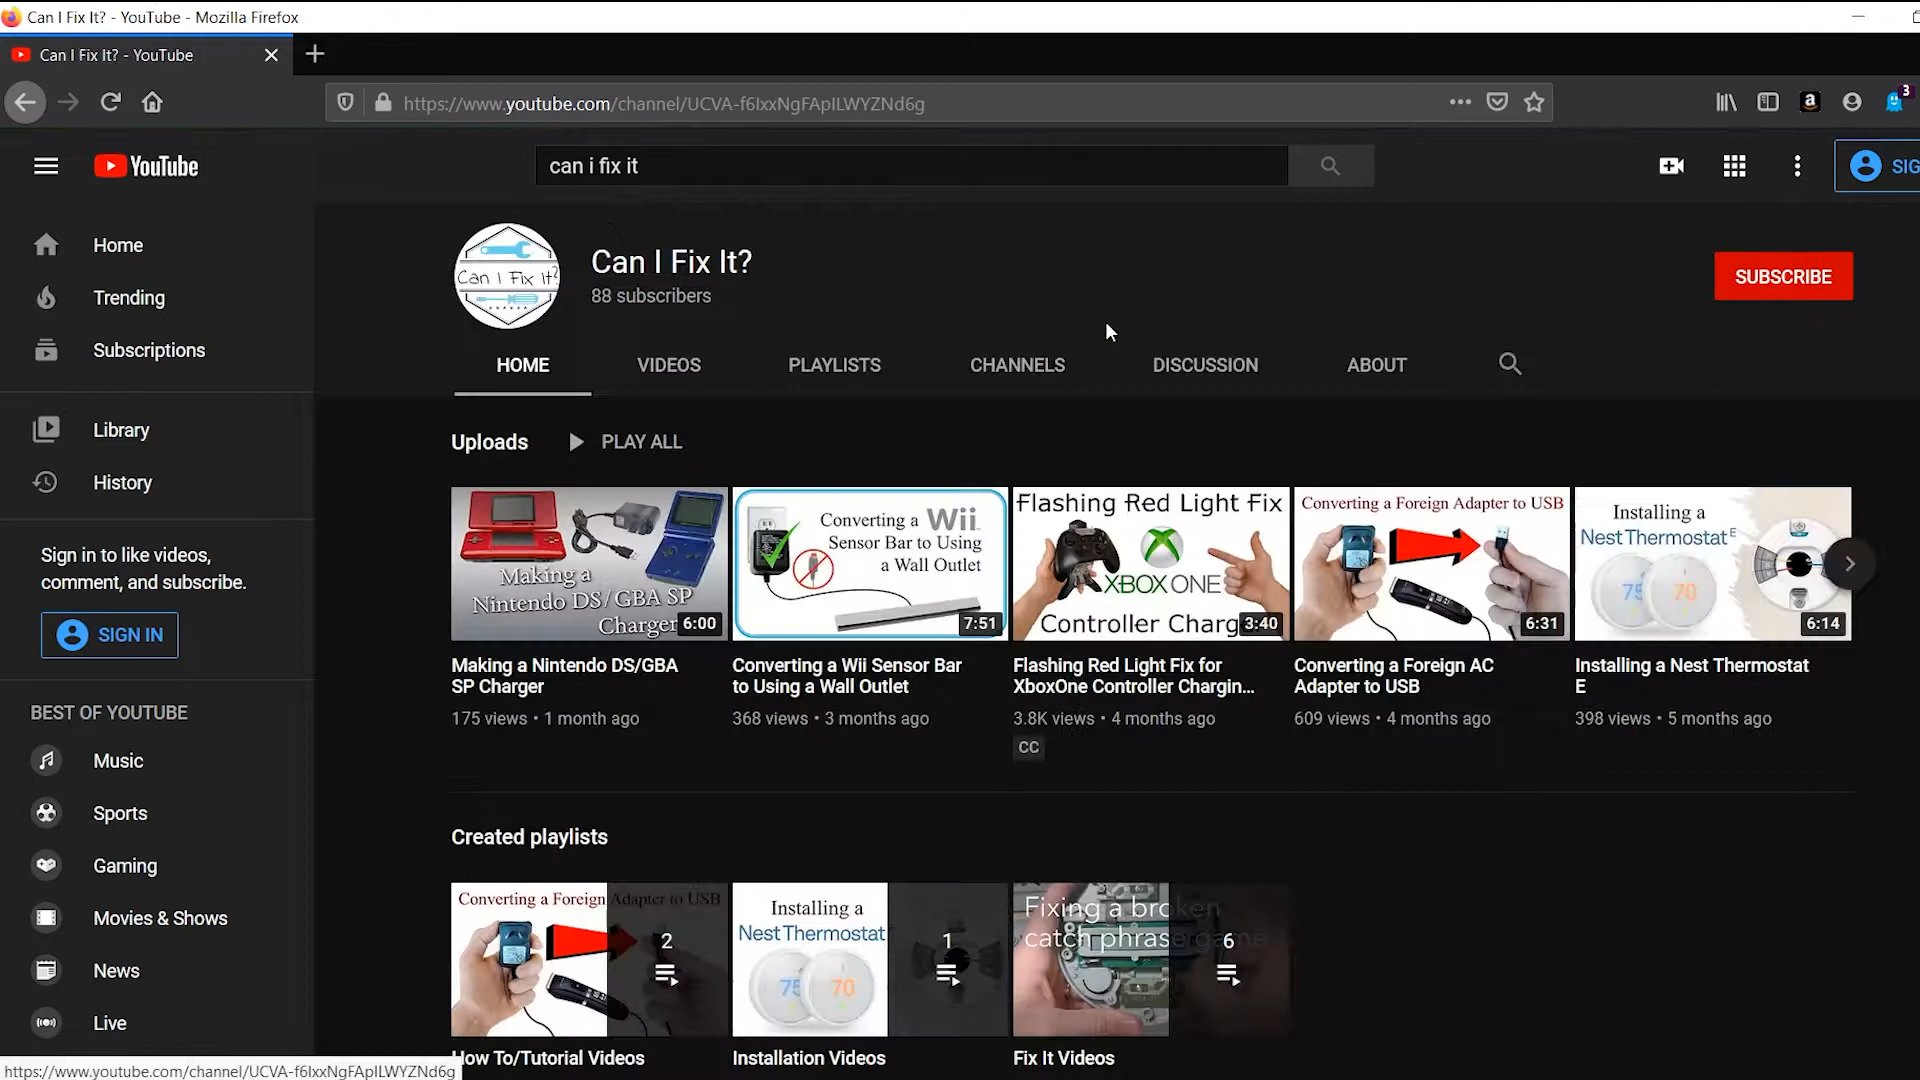 Can I Fix It? - YouTube - Mozilla Firefox
Can I Fix It? - YouTube
https://www.youtube.com/channel/UCVA-f6IxxNgFApILWYZNd6g
3
YouTube
can i fix it
SIG
Home
Trending
Subscriptions
Library
History
Sign in to like videos,
comment, and subscribe.
SIGN IN
BEST OF YOUTUBE
Music
Sports
Gaming
Movies & Shows
News
Live
Can I Fix It?
Can I Fix It?
88 subscribers
SUBSCRIBE
HOME
VIDEOS
PLAYLISTS
CHANNELS
DISCUSSION
ABOUT
Uploads
PLAY ALL
Making a
Nintendo DS/GBA SP
Charger
6:00
Making a Nintendo DS/GBA
SP Charger
175 views • 1 month ago
Converting a Wii
Sensor Bar to Using
a Wall Outlet
7:51
Converting a Wii Sensor Bar
to Using a Wall Outlet
368 views • 3 months ago
Flashing Red Light Fix
XBOX ONE
Controller Charg
3:40
Flashing Red Light Fix for
XboxOne Controller Chargin...
3.8K views • 4 months ago
CC
Converting a Foreign Adapter to USB
6:31
Converting a Foreign AC
Adapter to USB
609 views • 4 months ago
Installing a
Nest Thermostat E
75
70
6:14
Installing a Nest Thermostat
E
398 views • 5 months ago
Created playlists
Converting a Foreign Adapter to USB
2
How To/Tutorial Videos
Installing a
Nest Thermostat
75
70
1
Installation Videos
Fixing a broken
catch phrase game
6
Fix It Videos
https://www.youtube.com/channel/UCVA-f6IxxNgFApILWYZNd6g